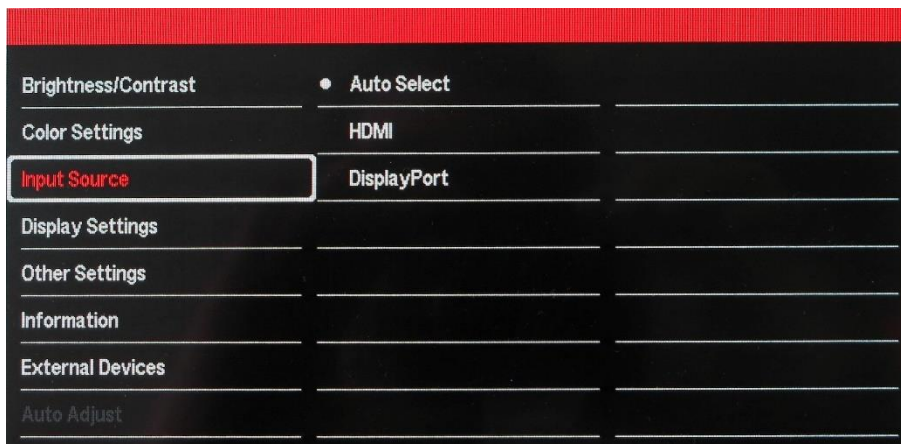 Brightness/Contrast
Auto Select
Color Settings
HDMI
Input Source
DisplayPort
Display Settings
Other Settings
Information
External Devices
Auto Adjust